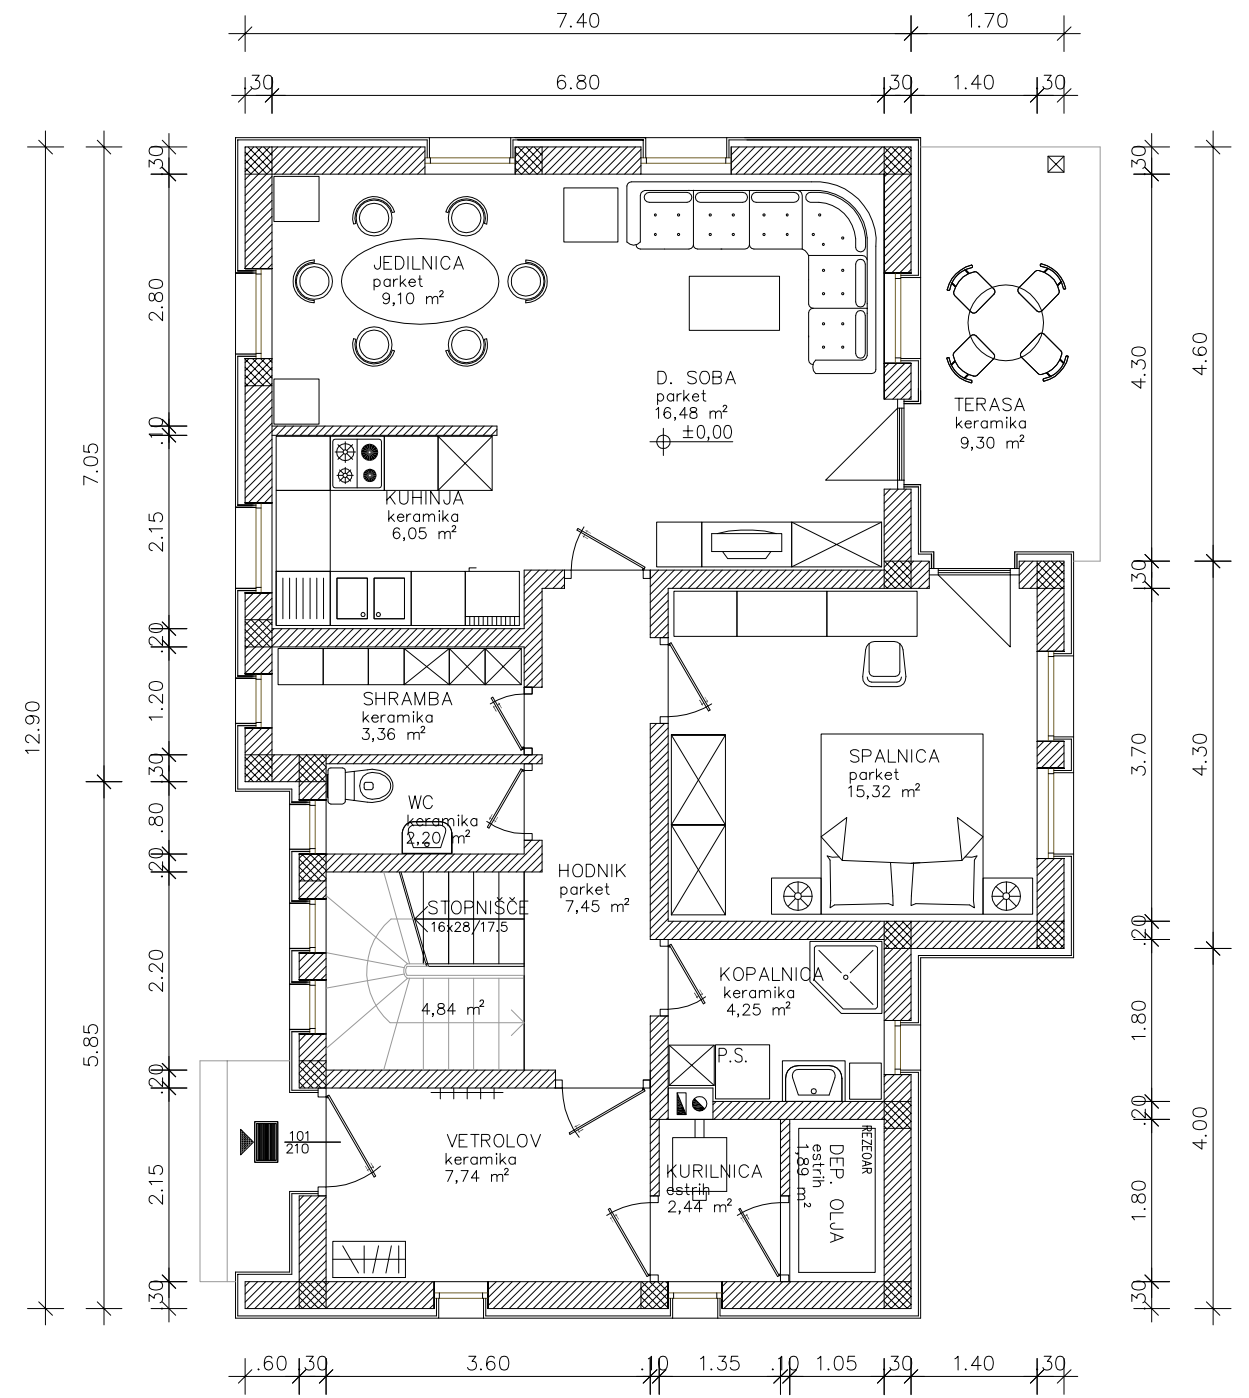 7.40
1.70
.30
6.80
.30
1.40
.30
12.90
7.05
5.85
.30
2.80
.10
2.15
.20
1.20
.30
.80
.20
2.20
.20
2.15
.30
JEDILNICA
parket
9,10 m²
D. SOBA
parket
16,48 m²
±0,00
TERASA
keramika
9,30 m²
KUHINJA
keramika
6,05 m²
SHRAMBA
keramika
3,36 m²
WC
keramika
2,20 m²
SPALNICA
parket
15,32 m²
HODNIK
parket
7,45 m²
STOPNIŠČE
16x28/17.5
4,84 m²
KOPALNICA
keramika
4,25 m²
P.S.
101
210
VETROLOV
keramika
7,74 m²
KURILNICA
estrih
2,44 m²
DEP. OLJA
estrih
1,89 m²
REZEOAR
.30
4.30
.30
3.70
.20
1.80
.20
1.80
.30
4.60
4.30
4.00
.60
.30
3.60
.10
1.35
.10
1.05
.30
1.40
.30